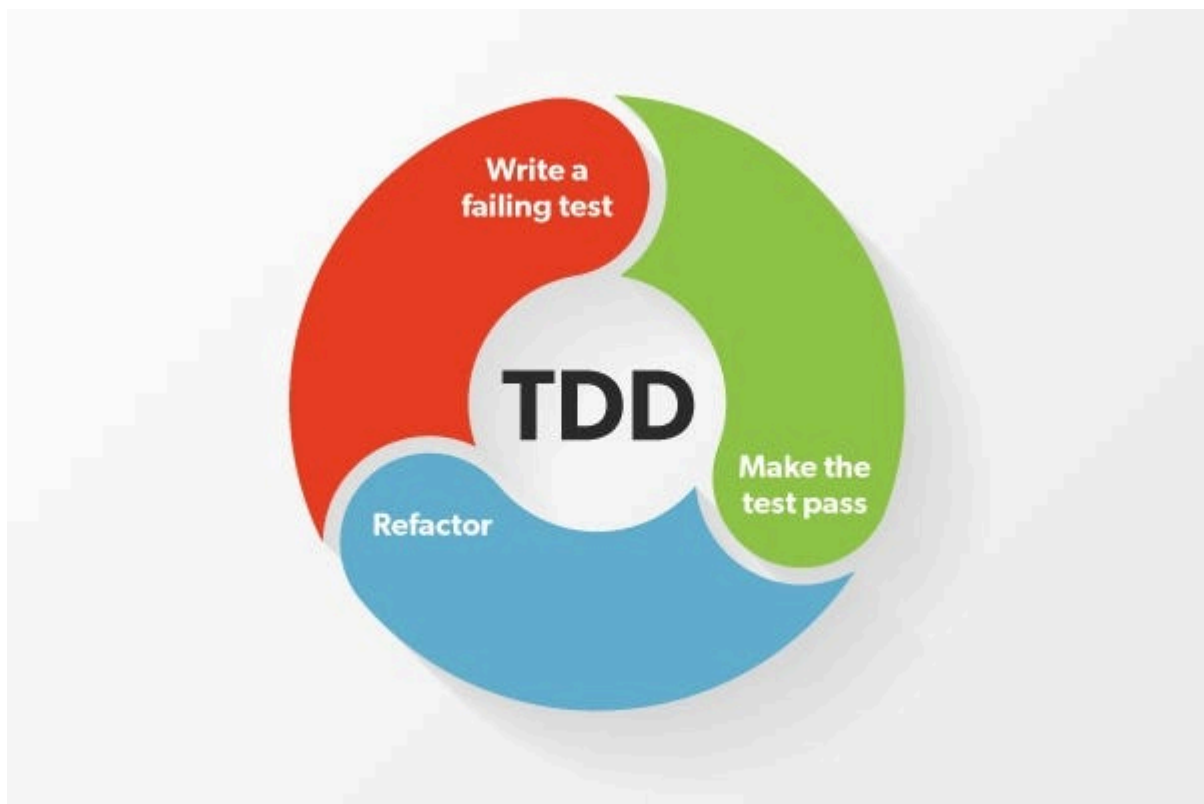 Write a
failing test
TDD
Make the
test pass
Refactor